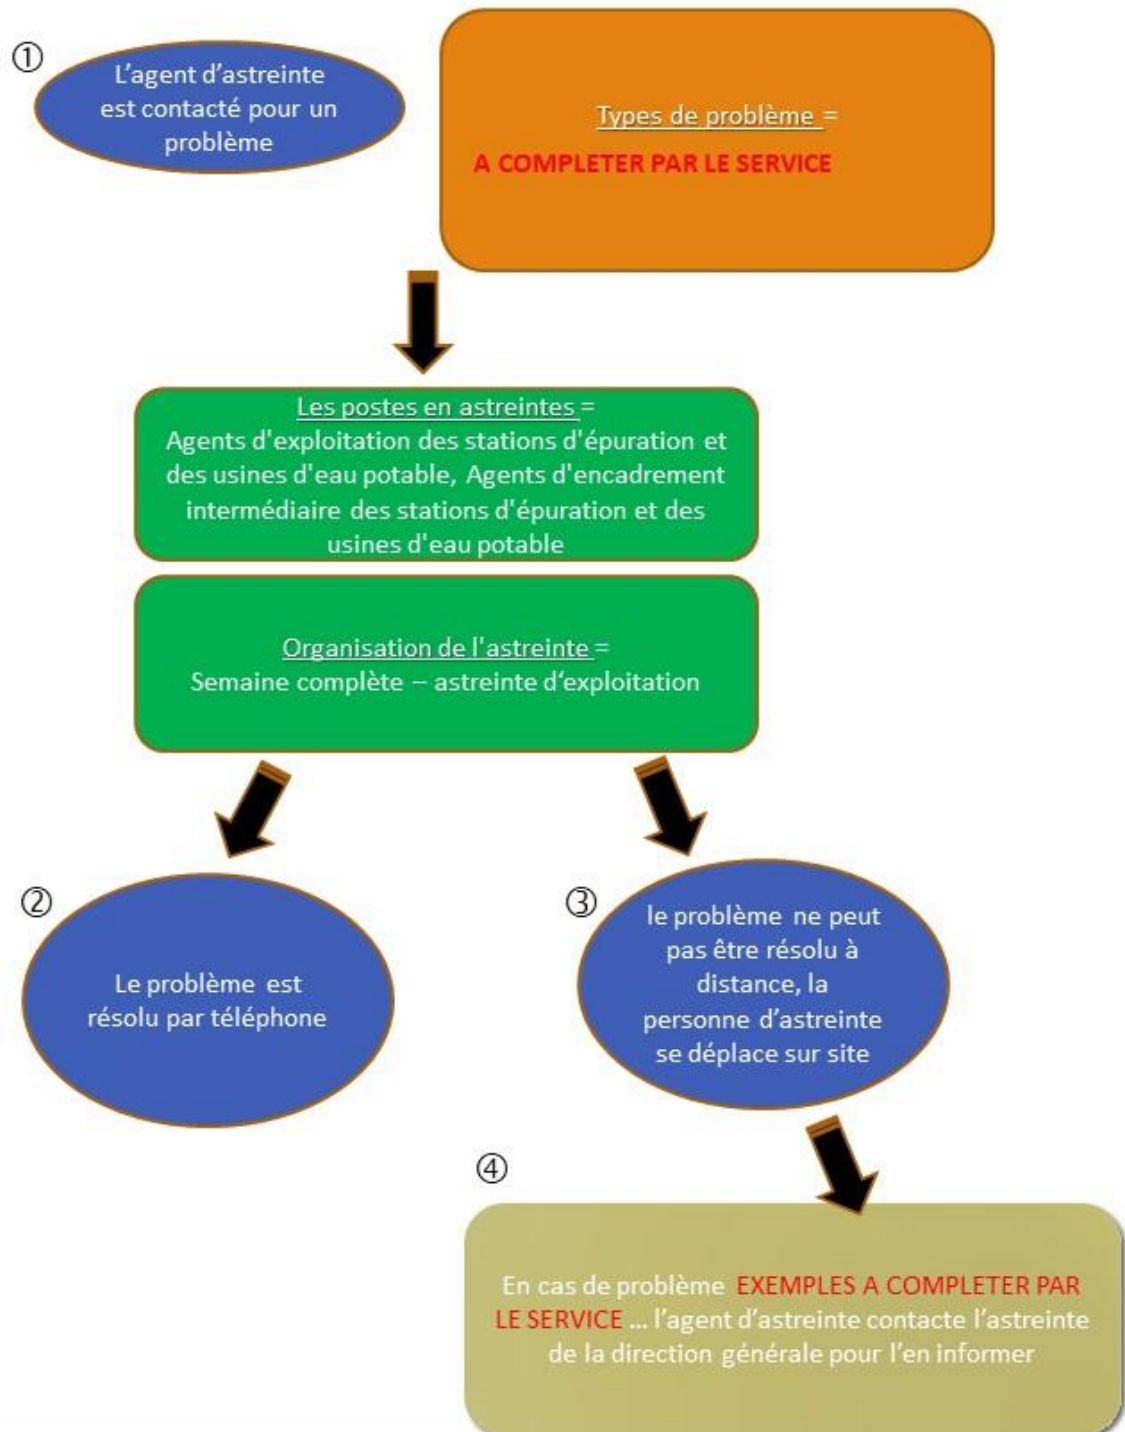 ①
L’agent d’astreinte
est contacté pour un
problème
Types de problème =
A COMPLETER PAR LE SERVICE
Les postes en astreintes =
Agents d'exploitation des stations d'épuration et
des usines d'eau potable, Agents d'encadrement
intermédiaire des stations d'épuration et des
usines d'eau potable
Organisation de l'astreinte =
Semaine complète – astreinte d‘exploitation
②
Le problème est
résolu par téléphone
③
le problème ne peut
pas être résolu à
distance, la
personne d’astreinte
se déplace sur site
④
En cas de problème EXEMPLES A COMPLETER PAR
LE SERVICE ... l’agent d’astreinte contacte l’astreinte
de la direction générale pour l’en informer